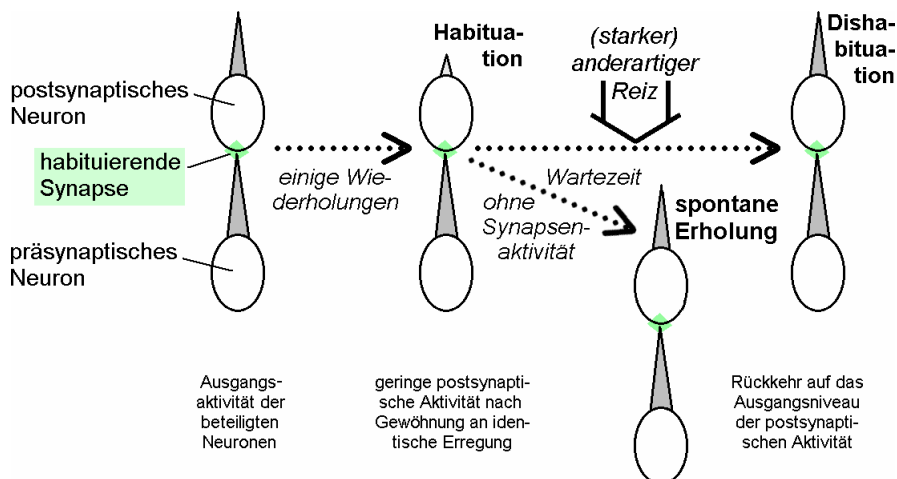 postsynaptisches
Neuron
habituierende
Synapse
präsynaptisches
Neuron
einige Wie-
derholungen
Habitua-
tion
(starker)
anderartiger
Reiz
Wartezeit
ohne
Synapsen-
aktivität
spontane
Erholung
Disha-
bitua-
tion
Ausgangs-
aktivität der
beteiligten
Neuronen
geringe postsynapti-
sche Aktivität nach
Gewöhnung an iden-
tische Erregung
Rückkehr auf das
Ausgangsniveau
der postsynapti-
schen Aktivität